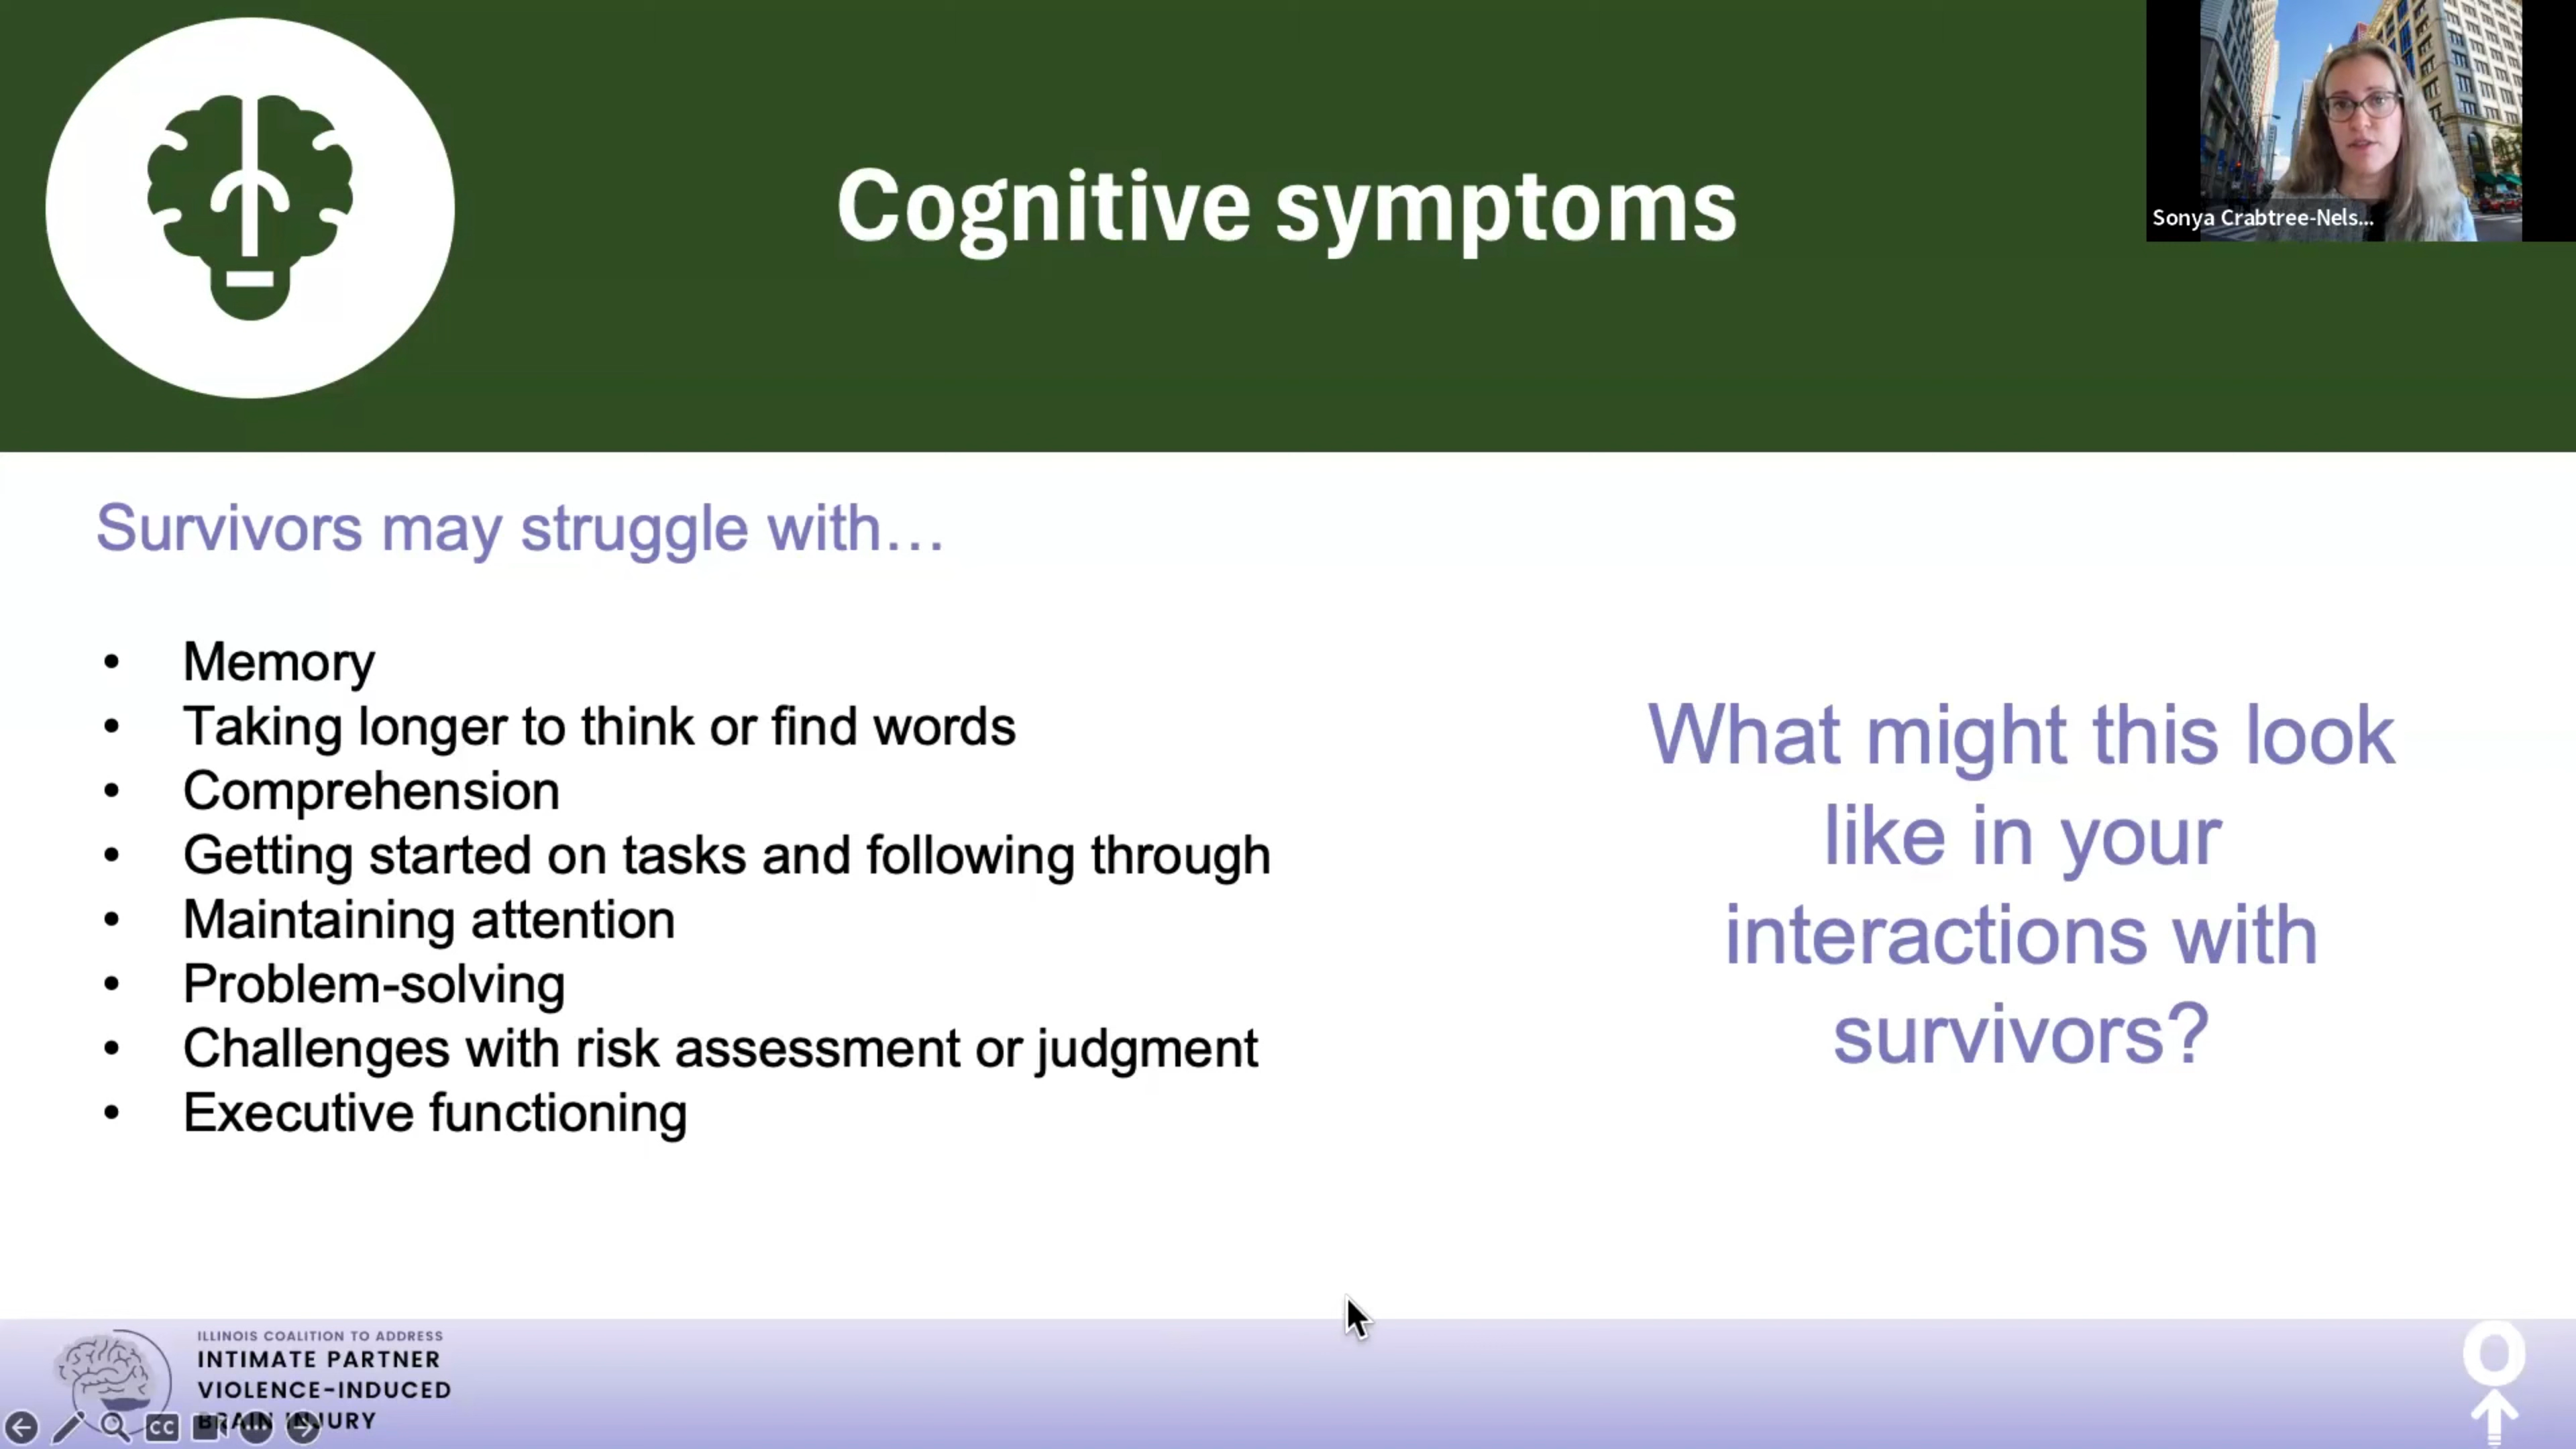 Cognitive symptoms
Sonya Crabtree-Nels...
Survivors may struggle with…
• Memory
• Taking longer to think or find words
• Comprehension
• Getting started on tasks and following through
• Maintaining attention
• Problem-solving
• Challenges with risk assessment or judgment
• Executive functioning
What might this look
like in your
interactions with
survivors?
ILLINOIS COALITION TO ADDRESS
INTIMATE PARTNER
VIOLENCE-INDUCED
BRAIN INJURY
CC